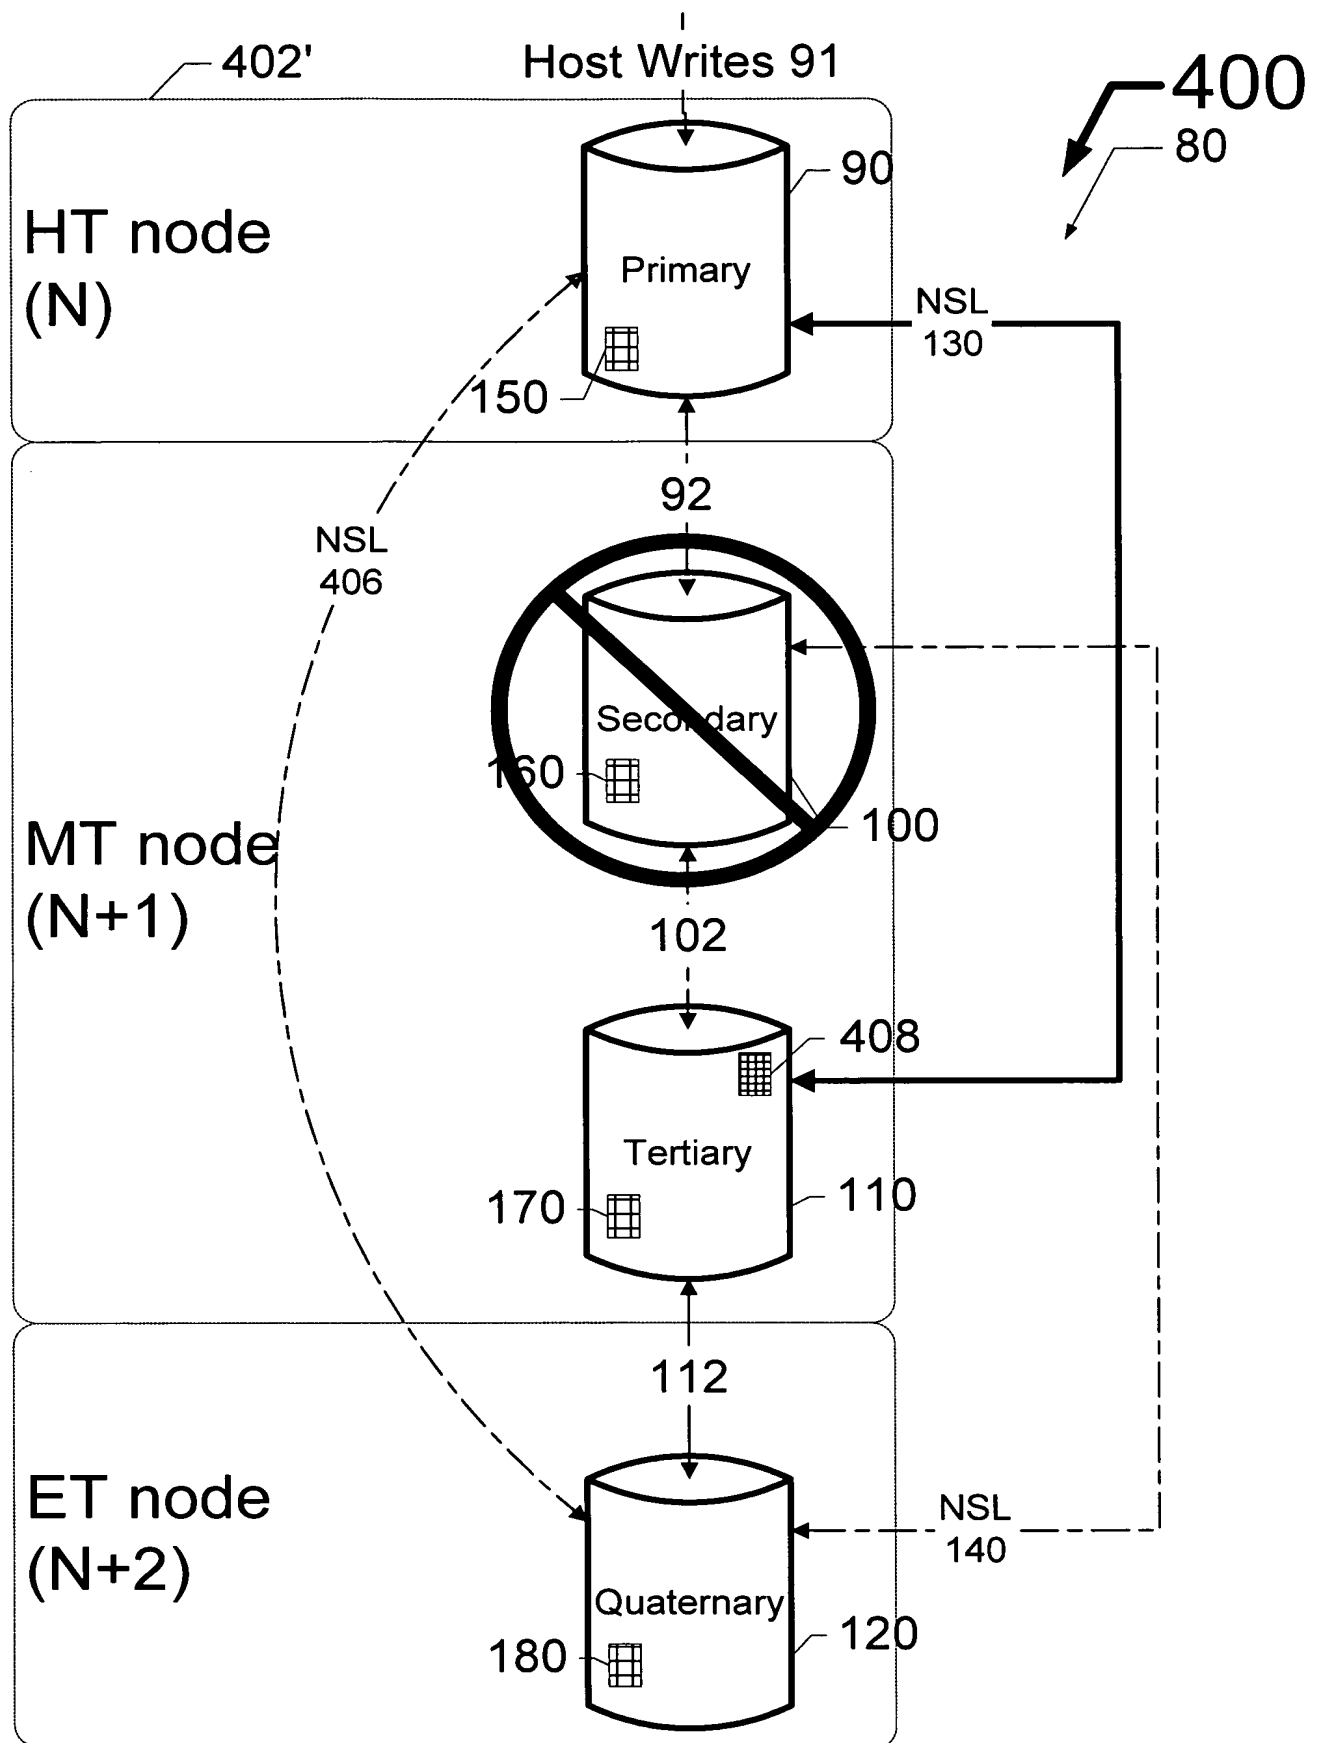 402'
Host Writes 91
400
80
90
HT node
(N)
Primary
NSL
130
150
92
NSL
406
Secondary
160
100
MT node
(N+1)
102
408
Tertiary
170
110
112
ET node
(N+2)
NSL
140
Quaternary
120
180